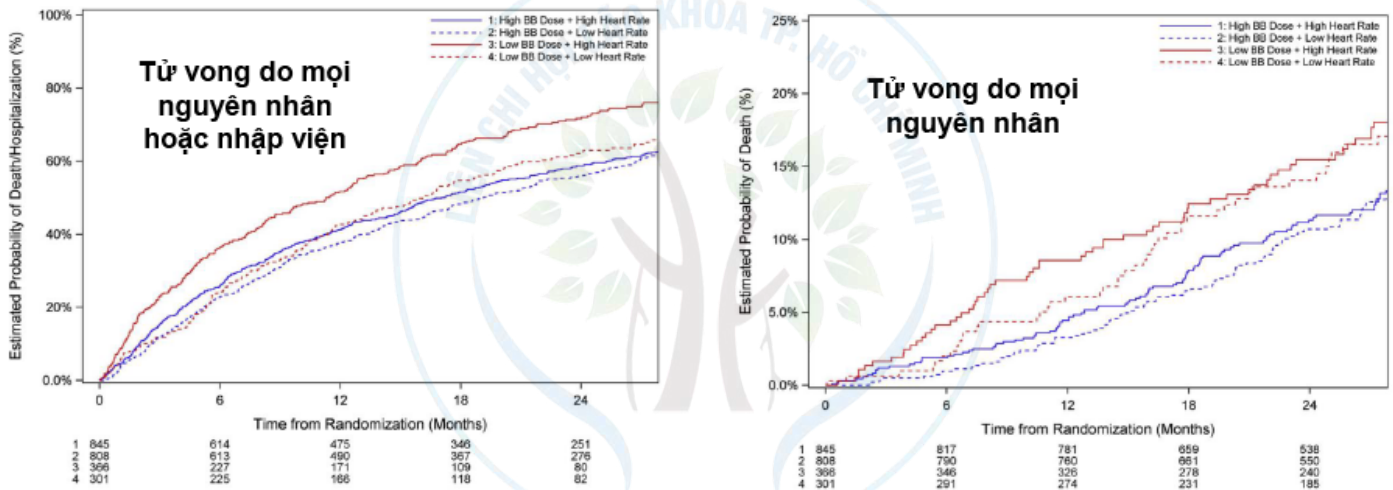 100%
80%
60%
40%
20%
0.0%
Estimated Probability of Death/Hospitalization (%)
1: High BB Dose + High Heart Rate
2: High BB Dose + Low Heart Rate
3: Low BB Dose + High Heart Rate
4: Low BB Dose + Low Heart Rate
Tử vong do mọi
nguyên nhân
hoặc nhập viện
0 6 12 18 24
Time from Randomization (Months)
1 845 614 475 346 251
2 808 613 490 367 276
3 366 227 171 109 80
4 301 225 166 118 82
25%
20%
15%
10%
5.0%
0.0%
Estimated Probability of Death (%)
1: High BB Dose + High Heart Rate
2: High BB Dose + Low Heart Rate
3: Low BB Dose + High Heart Rate
4: Low BB Dose + Low Heart Rate
Tử vong do mọi
nguyên nhân
0 6 12 18 24
Time from Randomization (Months)
1 845 817 781 659 538
2 808 790 760 661 550
3 366 346 326 278 240
4 301 291 274 231 185
KHOA TP. HỒ CHÍ MINH
LIÊN CHI HỘI